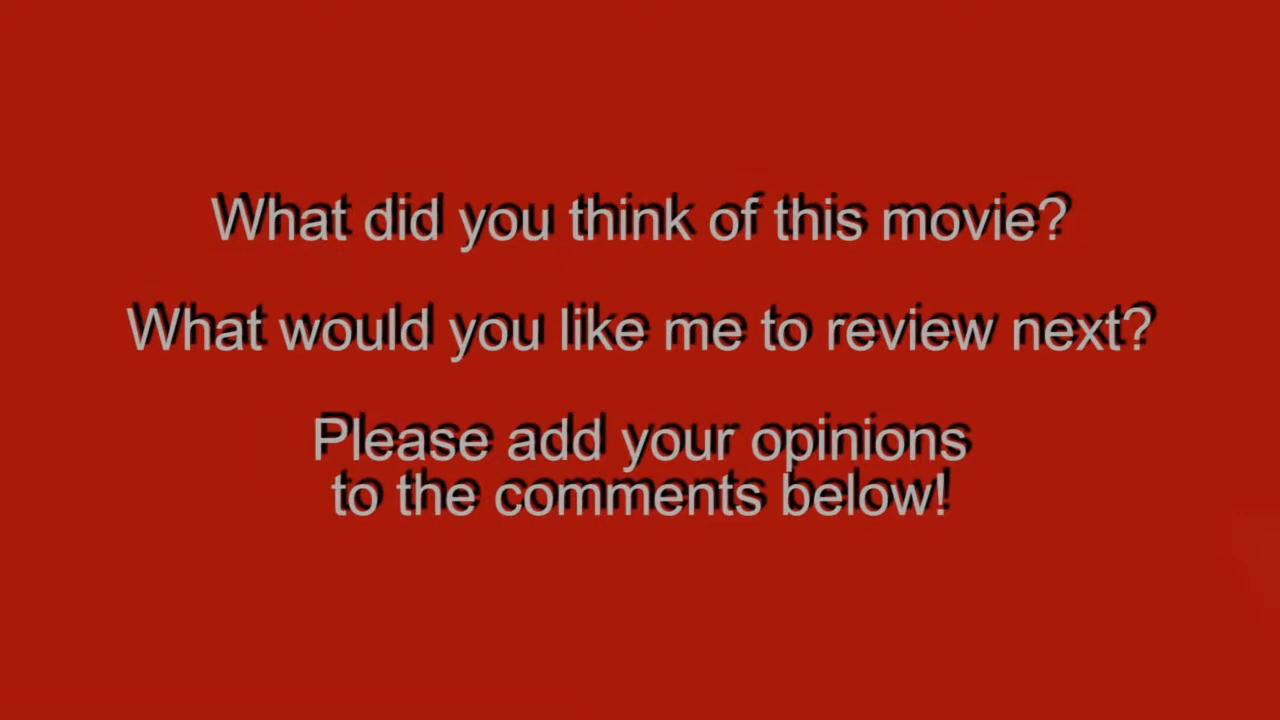 What did you think of this movie?
What would you like me to review next?
Please add your opinions
to the comments below!